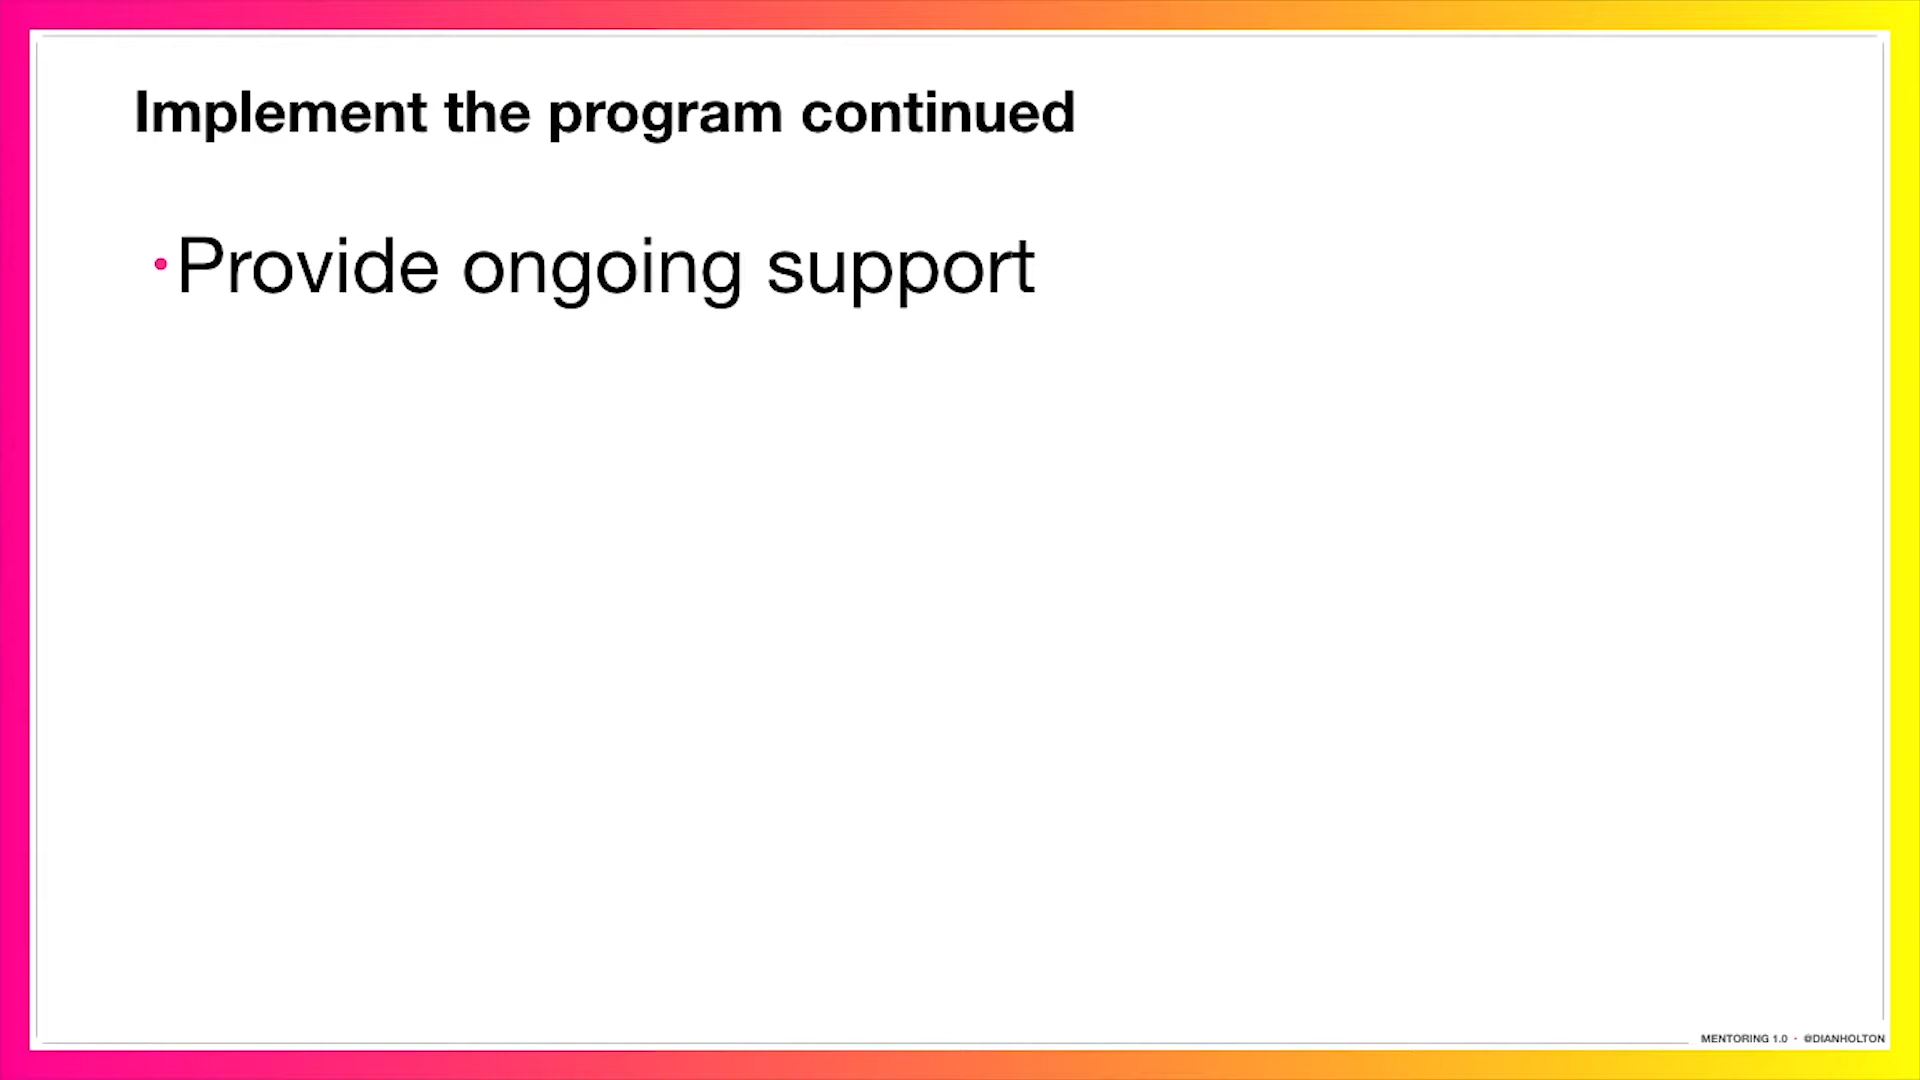 Implement the program continued
•Provide ongoing support
MENTORING 1.0 • @DIANHOLTON